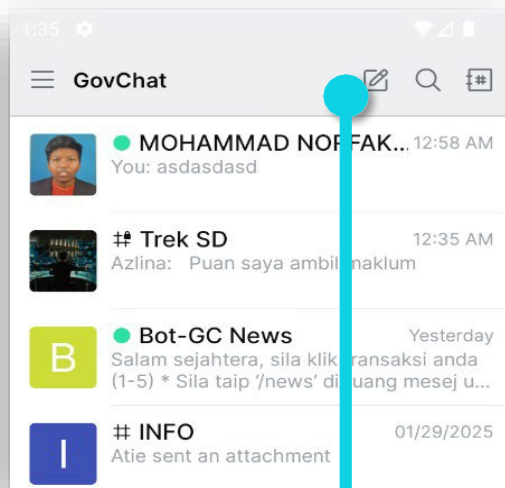 1:35
GovChat
MOHAMMAD NORFAK... 12:58 AM
You: asdasdasd
Trek SD 12:35 AM
Azlina: Puan saya ambil maklum
B Bot-GC News Yesterday
Salam sejahtera, sila klik transaksi anda
(1-5) * Sila taip '/news' di ruang mesej u...
I # INFO 01/29/2025
Atie sent an attachment